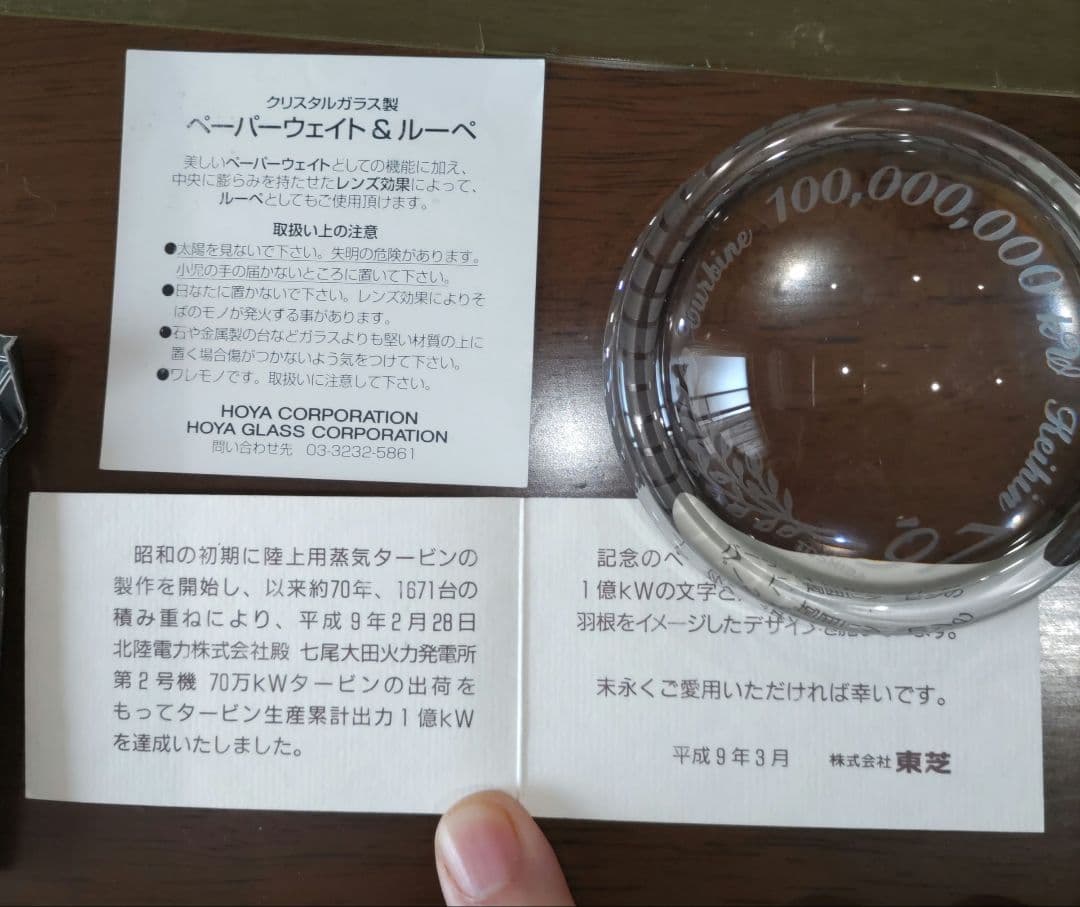 クリスタルガラス製
ペーパーウェイト&ルーペ
美しいペーパーウェイトとしての機能に加え、
中央に膨らみを持たせたレンズ効果によって、
ルーペとしてもご使用頂けます。
取扱い上の注意
●太陽を見ないで下さい。失明の危険があります。
小児の手の届かないところに置いて下さい。
●日なたに置かないで下さい。レンズ効果によりそ
ばのモノが発火する事があります。
●石や金属製の台などガラスよりも堅い材質の上に
置く場合傷がつかないよう気をつけて下さい。
●ワレモノです。取扱いに注意して下さい。
HOYA CORPORATION
HOYA GLASS CORPORATION
問い合わせ先 03-3232-5861
Turbine 100,000,000 kW Keihin
昭和の初期に陸上用蒸気タービンの
製作を開始し、以来約70年、1671台の
積み重ねにより、平成9年2月28日
北陸電力株式会社殿 七尾大田火力発電所
第2号機 70万kWタービンの出荷を
もってタービン生産累計出力1億kW
を達成いたしました。
記念のペ
1億kWの文字と
羽根をイメージしたデザイン
末永くご愛用いただければ幸いです。
平成9年3月 株式会社 東芝